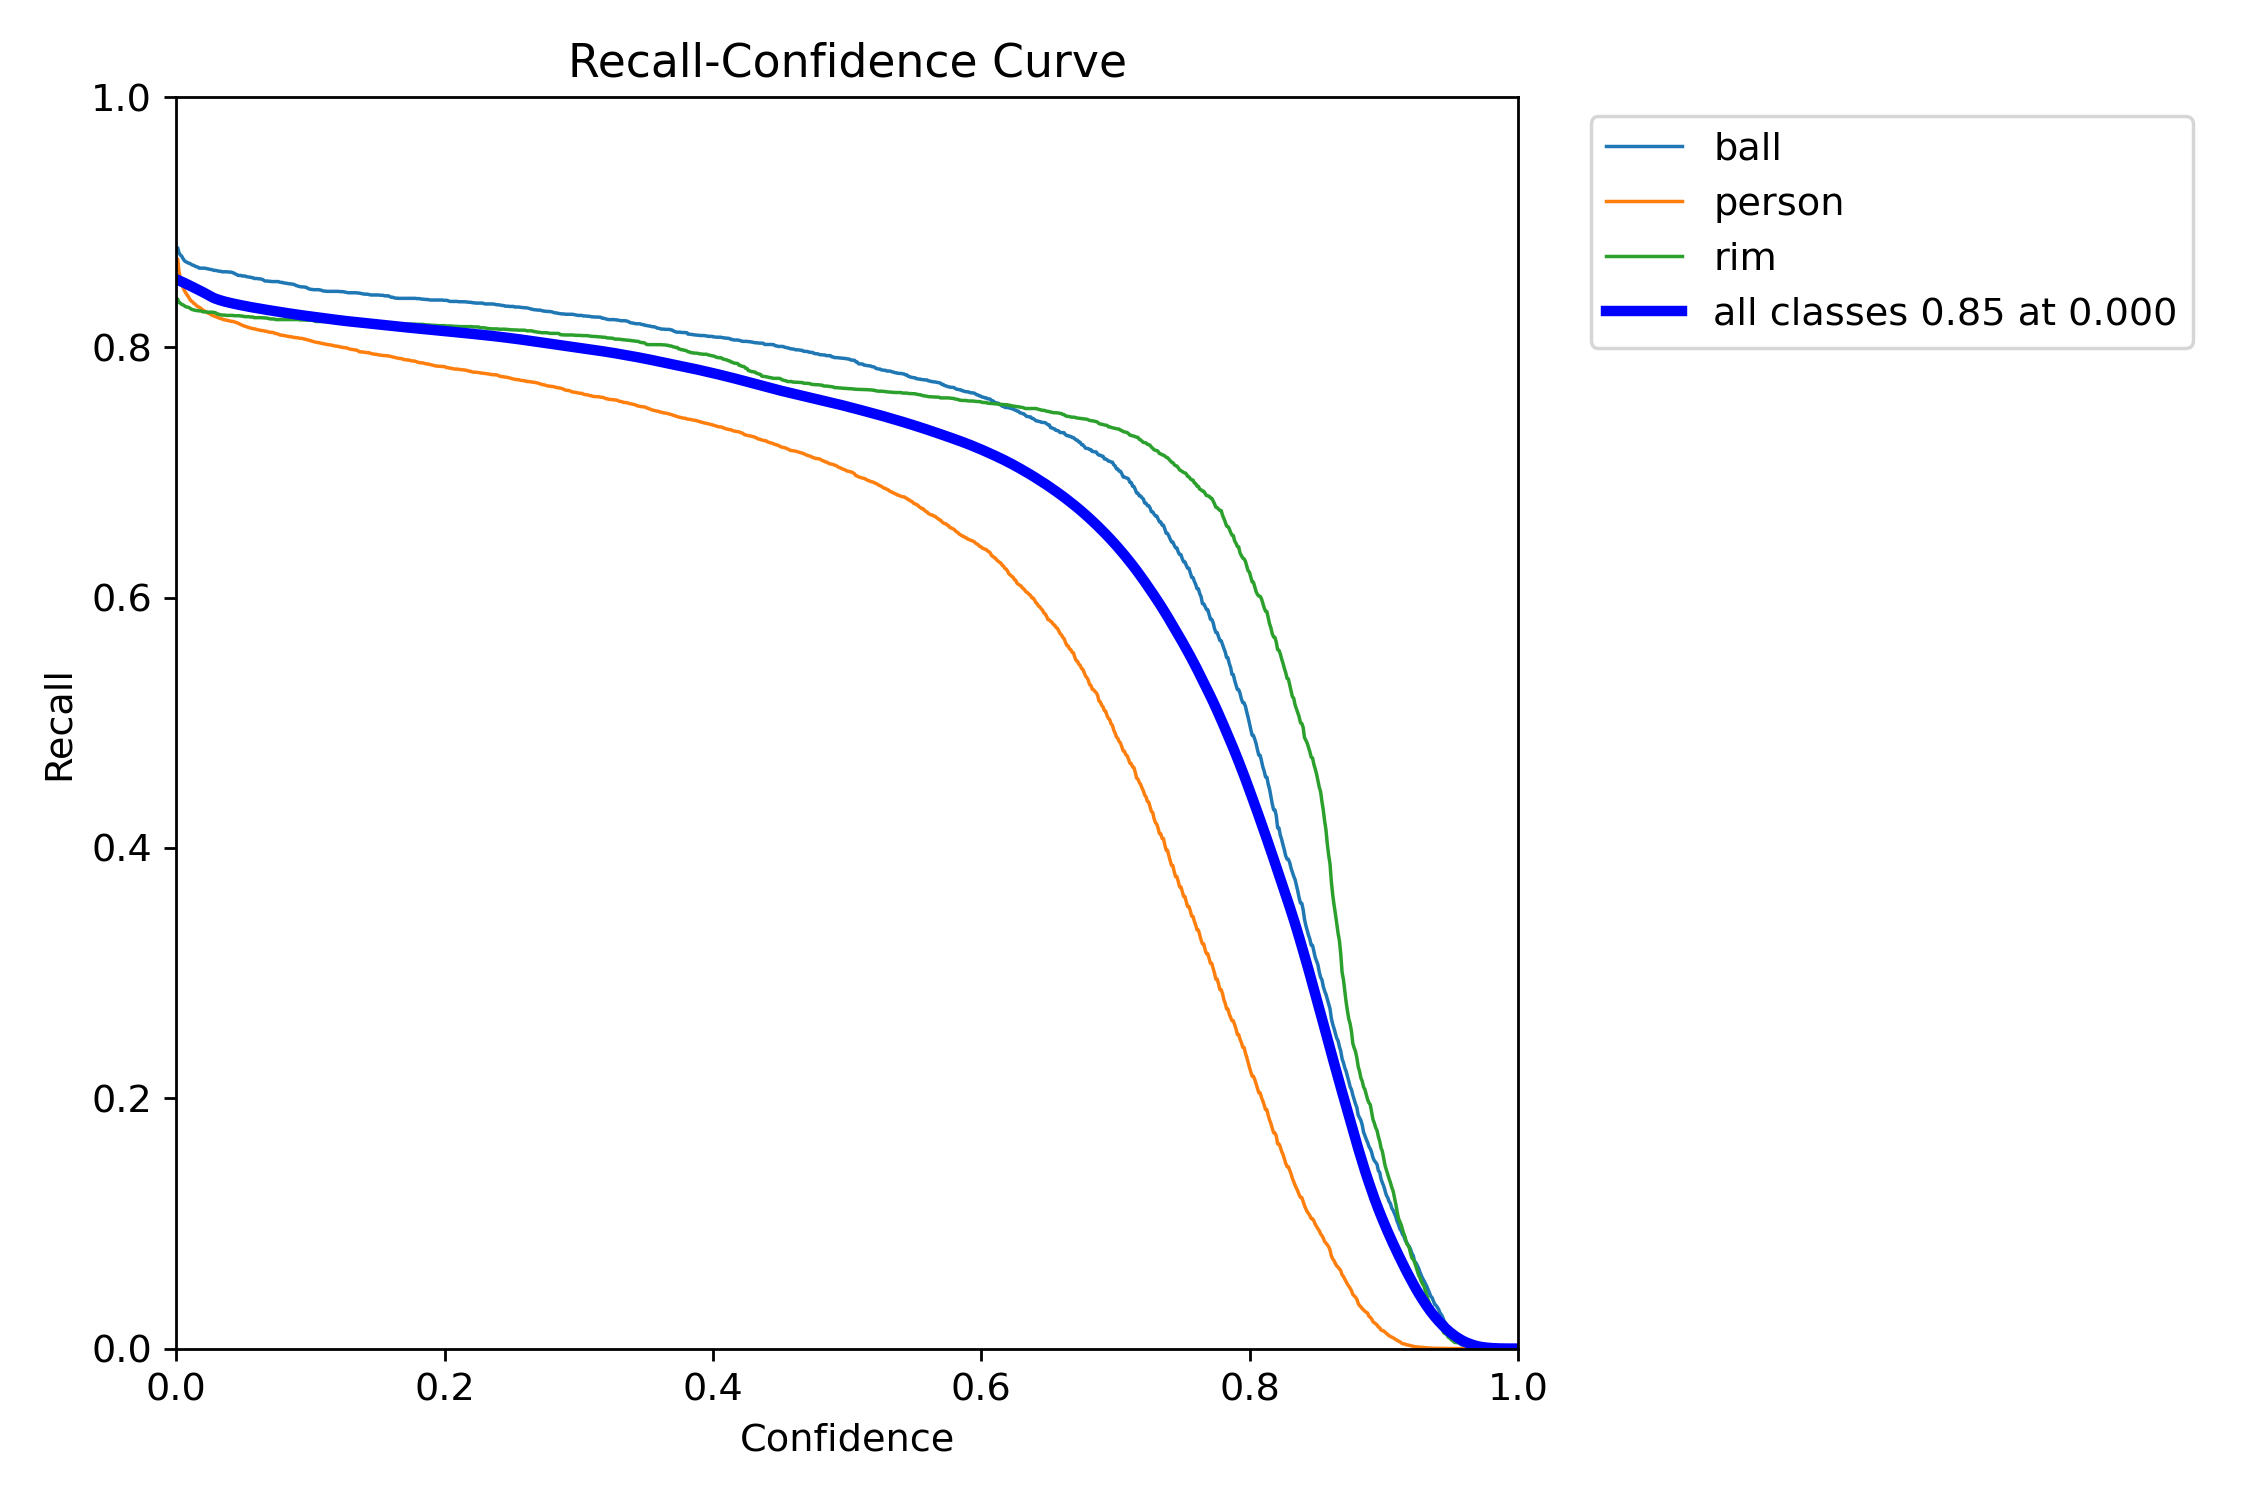 Recall-Confidence Curve
1.0
0.8
0.6
0.4
0.2
0.0
Recall
0.0 0.2 0.4 0.6 0.8 1.0
Confidence
ball
person
rim
all classes 0.85 at 0.000